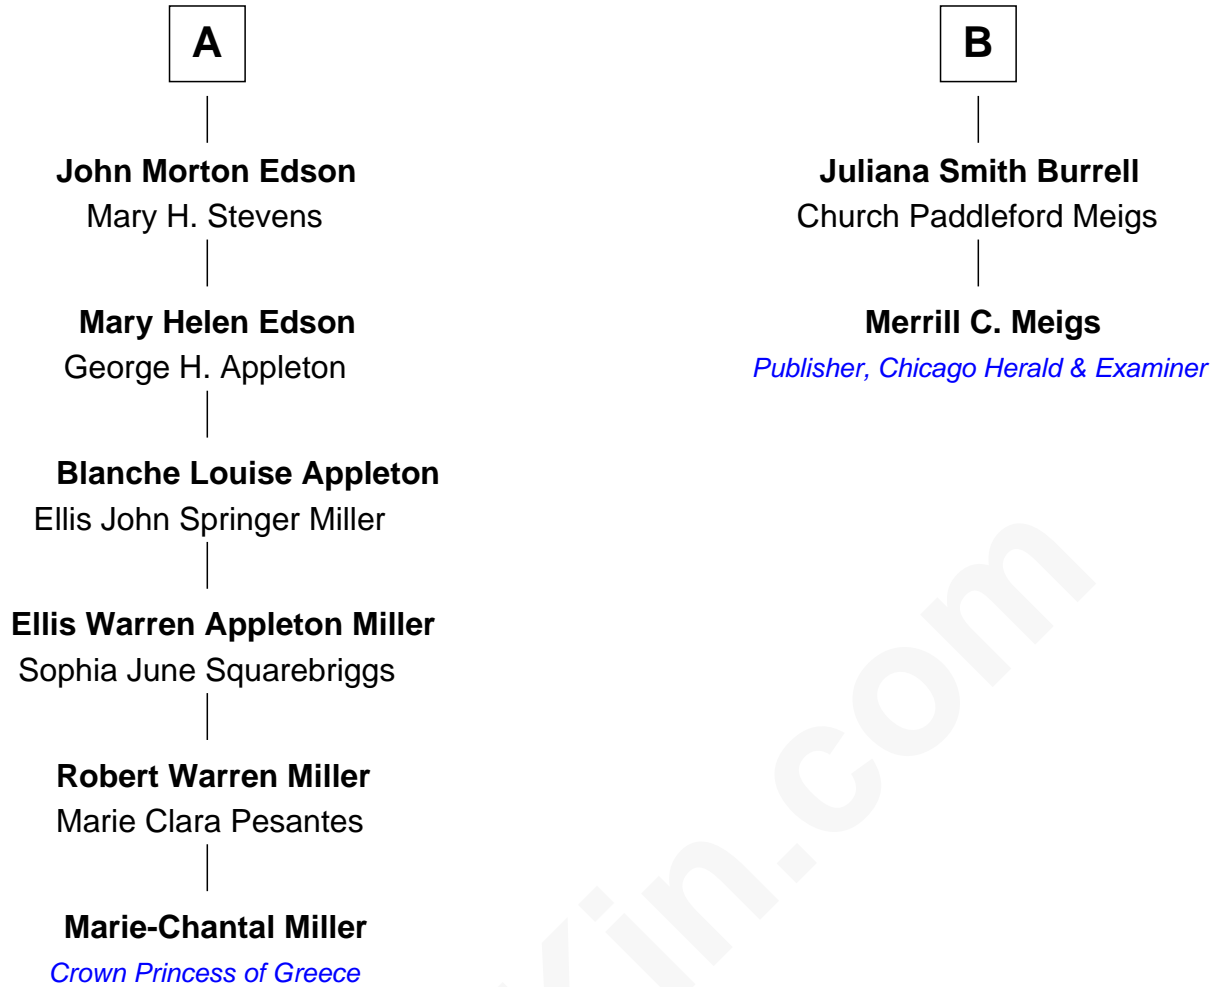 A
John Morton Edson
Mary H. Stevens
Mary Helen Edson
George H. Appleton
Blanche Louise Appleton
Ellis John Springer Miller
Ellis Warren Appleton Miller
Sophia June Squarebriggs
Robert Warren Miller
Marie Clara Pesantes
Marie-Chantal Miller
Crown Princess of Greece
B
Juliana Smith Burrell
Church Paddleford Meigs
Merrill C. Meigs
Publisher, Chicago Herald & Examiner
Kin.com